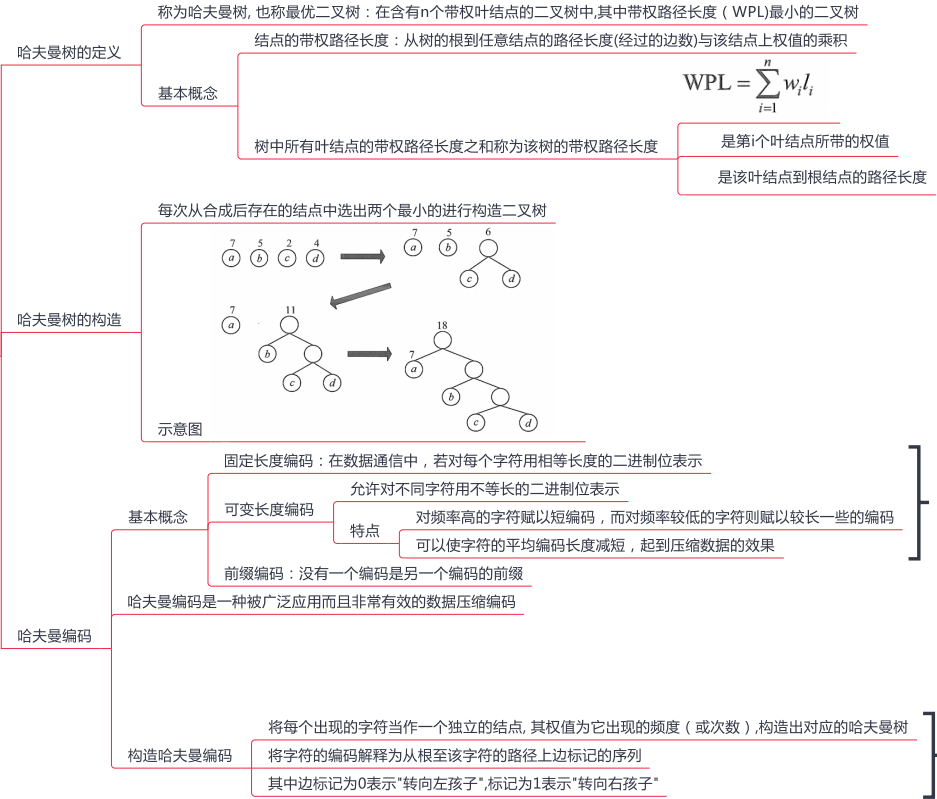 称为哈夫曼树, 也称最优二叉树：在含有n个带权叶结点的二叉树中,其中带权路径长度（WPL)最小的二叉树
哈夫曼树的定义
结点的带权路径长度：从树的根到任意结点的路径长度(经过的边数)与该结点上权值的乘积
基本概念
WPL = \sum_{i=1}^{n} w_i l_i
树中所有叶结点的带权路径长度之和称为该树的带权路径长度
是第i个叶结点所带的权值
是该叶结点到根结点的路径长度
每次从合成后存在的结点中选出两个最小的进行构造二叉树
7 5 2 4
a b c d
7 5 6
a b
c d
哈夫曼树的构造
7 11
a
b
c d
18
7
a
b
c d
示意图
固定长度编码：在数据通信中，若对每个字符用相等长度的二进制位表示
基本概念
可变长度编码
允许对不同字符用不等长的二进制位表示
特点
对频率高的字符赋以短编码，而对频率较低的字符则赋以较长一些的编码
可以使字符的平均编码长度减短，起到压缩数据的效果
前缀编码：没有一个编码是另一个编码的前缀
哈夫曼编码是一种被广泛应用而且非常有效的数据压缩编码
哈夫曼编码
将每个出现的字符当作一个独立的结点, 其权值为它出现的频度（或次数）,构造出对应的哈夫曼树
构造哈夫曼编码
将字符的编码解释为从根至该字符的路径上边标记的序列
其中边标记为0表示"转向左孩子",标记为1表示"转向右孩子"